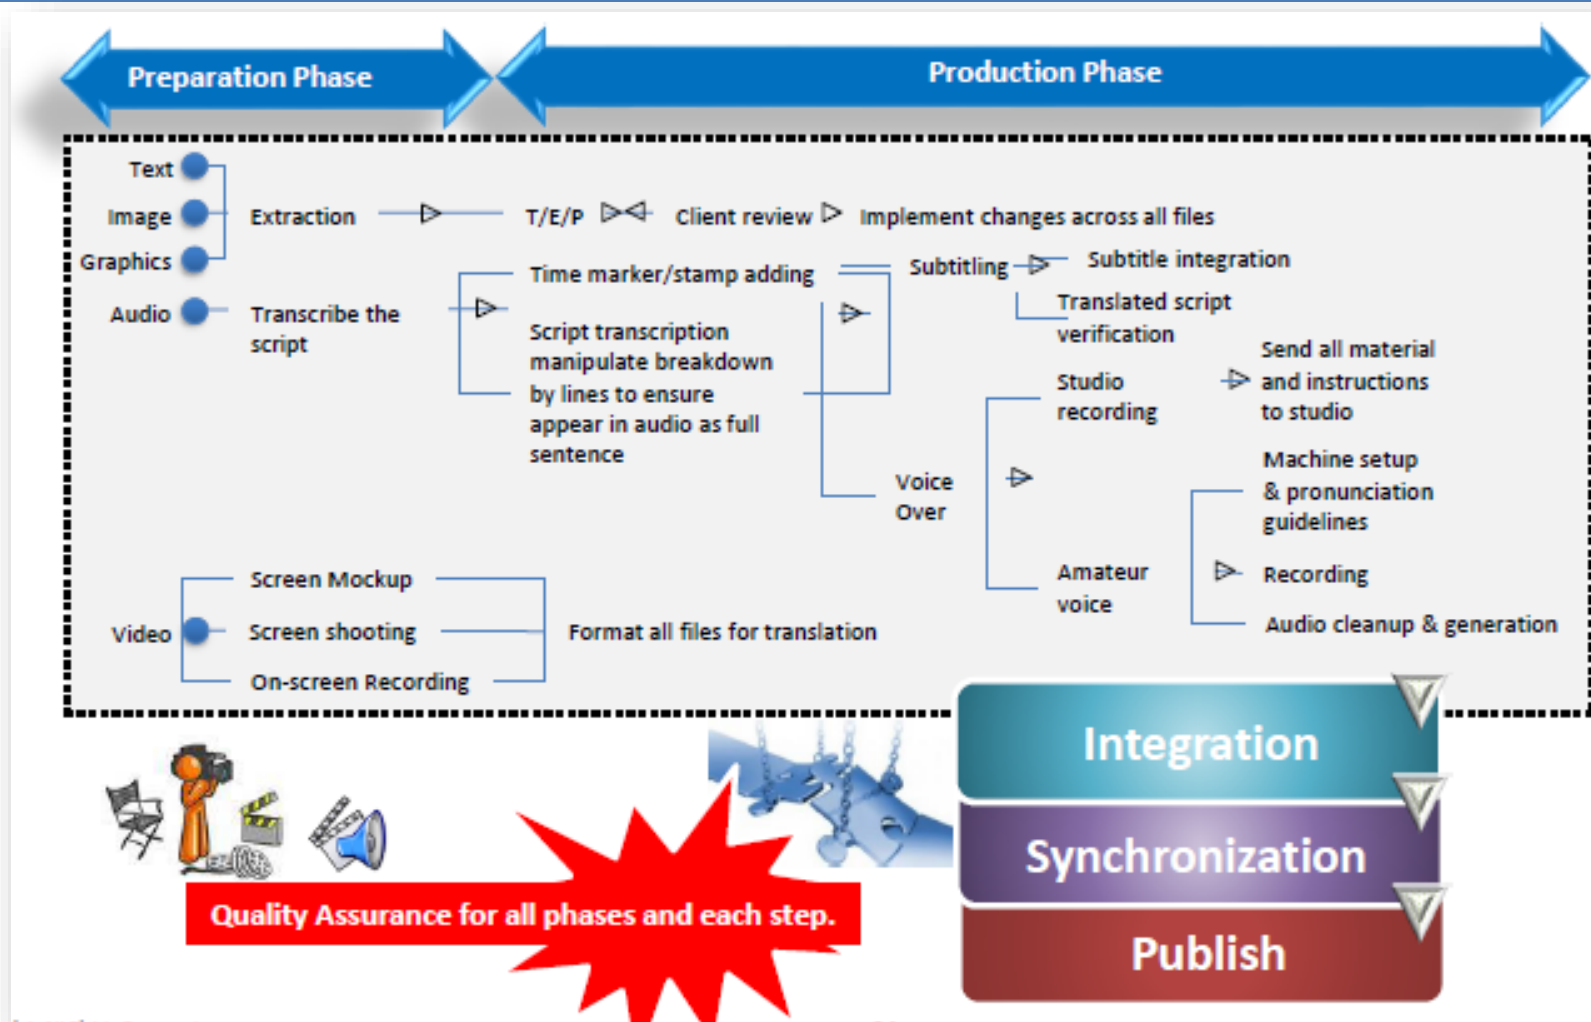 Preparation Phase
Production Phase
Text
Image
Graphics
Extraction
T/E/P
Client review
Implement changes across all files
Audio
Transcribe the
script
Time marker/stamp adding
Script transcription
manipulate breakdown
by lines to ensure
appear in audio as full
sentence
Subtitling
Subtitle integration
Translated script
verification
Voice
Over
Studio
recording
Send all material
and instructions
to studio
Amateur
voice
Machine setup
& pronunciation
guidelines
Recording
Audio cleanup & generation
Video
Screen Mockup
Screen shooting
On-screen Recording
Format all files for translation
Integration
Synchronization
Publish
Quality Assurance for all phases and each step.